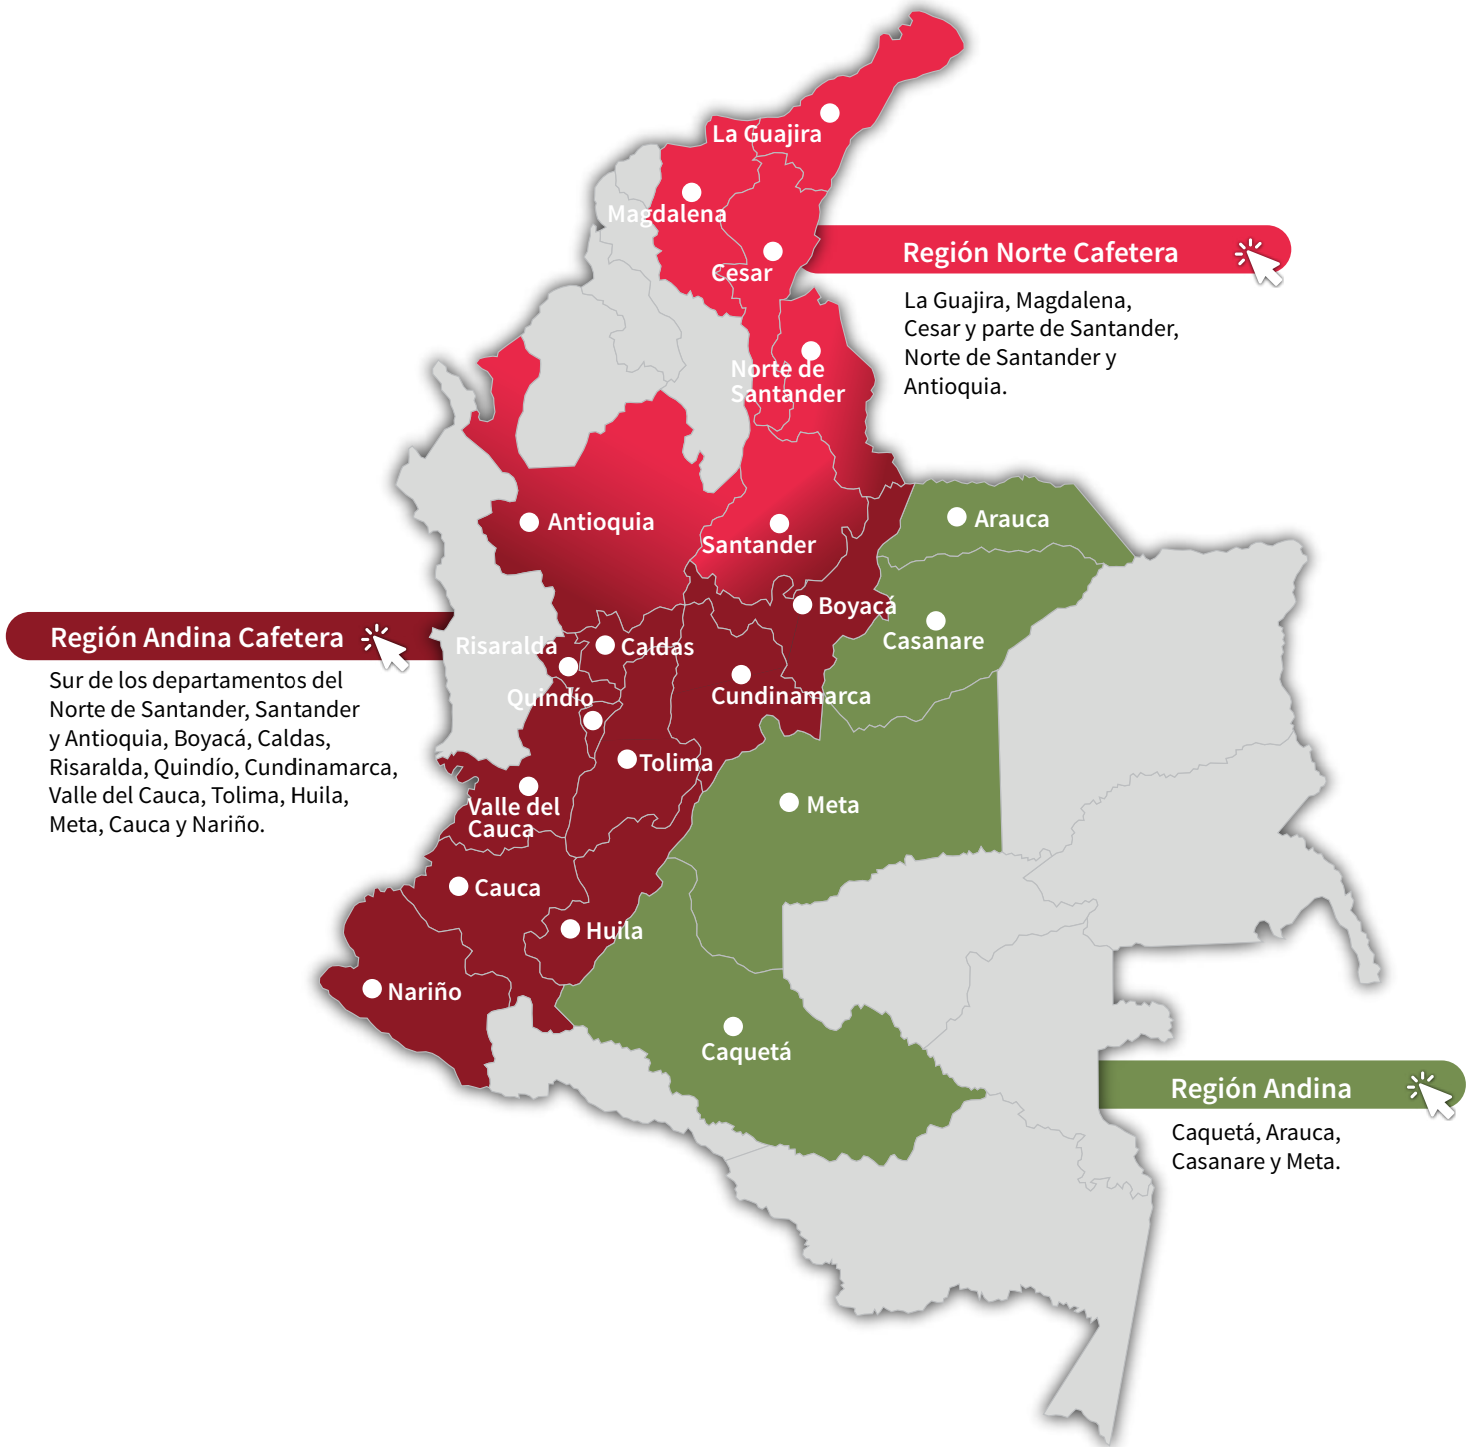 La Guajira
Magdalena
Cesar
Región Norte Cafetera
La Guajira, Magdalena,
Cesar y parte de Santander,
Norte de Santander y
Antioquia.
Norte de
Santander
Antioquia
Santander
Arauca
Boyacá
Casanare
Región Andina Cafetera
Sur de los departamentos del
Norte de Santander, Santander
y Antioquia, Boyacá, Caldas,
Risaralda, Quindío, Cundinamarca,
Valle del Cauca, Tolima, Huila,
Meta, Cauca y Nariño.
Risaralda
Caldas
Quindío
Cundinamarca
Tolima
Valle del
Cauca
Meta
Cauca
Huila
Nariño
Caquetá
Región Andina
Caquetá, Arauca,
Casanare y Meta.